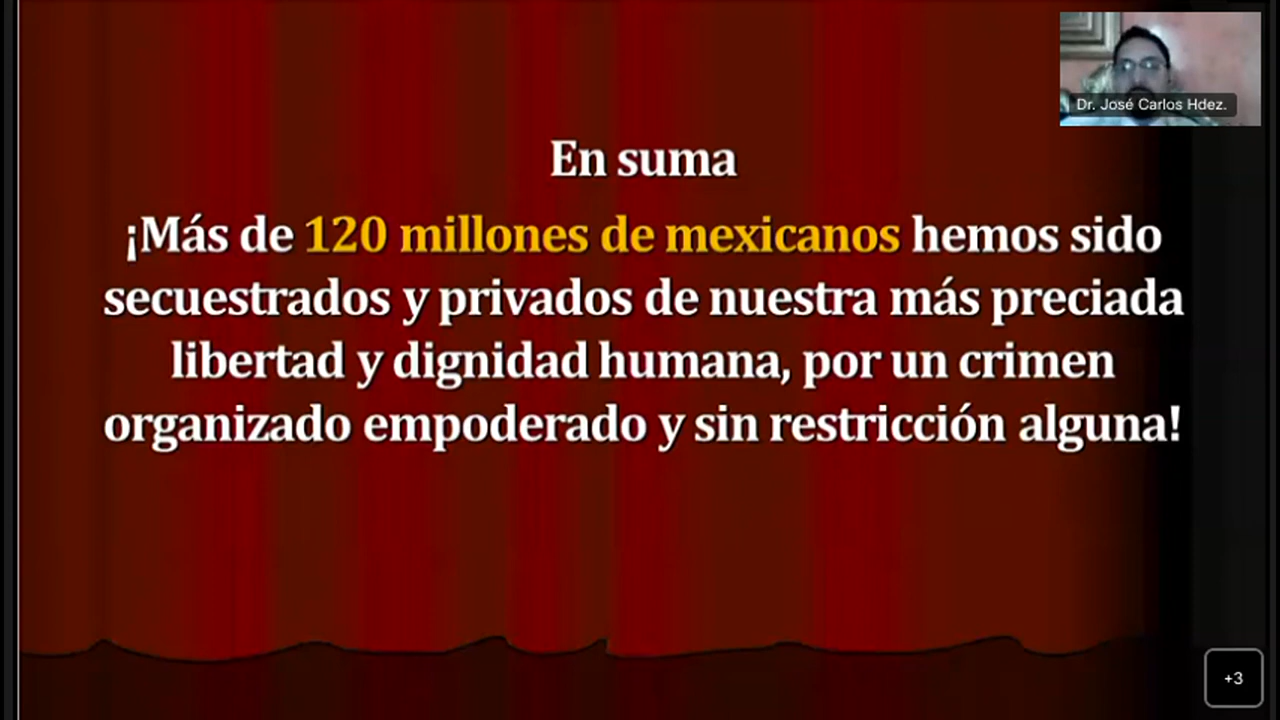 Dr. José Carlos Hdez.
En suma
¡Más de 120 millones de mexicanos hemos sido
secuestrados y privados de nuestra más preciada
libertad y dignidad humana, por un crimen
organizado empoderado y sin restricción alguna!
+3